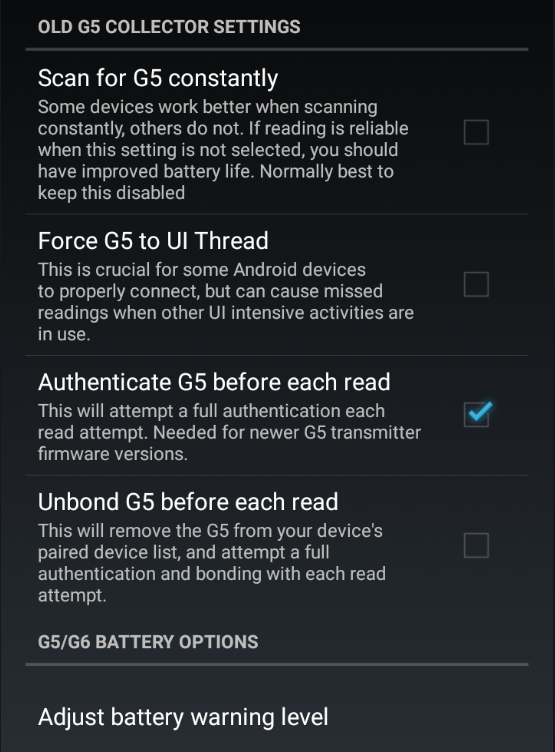 OLD G5 COLLECTOR SETTINGS
Scan for G5 constantly
Some devices work better when scanning
constantly, others do not. If reading is reliable
when this setting is not selected, you should
have improved battery life. Normally best to
keep this disabled
Force G5 to UI Thread
This is crucial for some Android devices
to properly connect, but can cause missed
readings when other UI intensive activities are
in use.
Authenticate G5 before each read
This will attempt a full authentication each
read attempt. Needed for newer G5 transmitter
firmware versions.
Unbond G5 before each read
This will remove the G5 from your device's
paired device list, and attempt a full
authentication and bonding with each read
attempt.
G5/G6 BATTERY OPTIONS
Adjust battery warning level